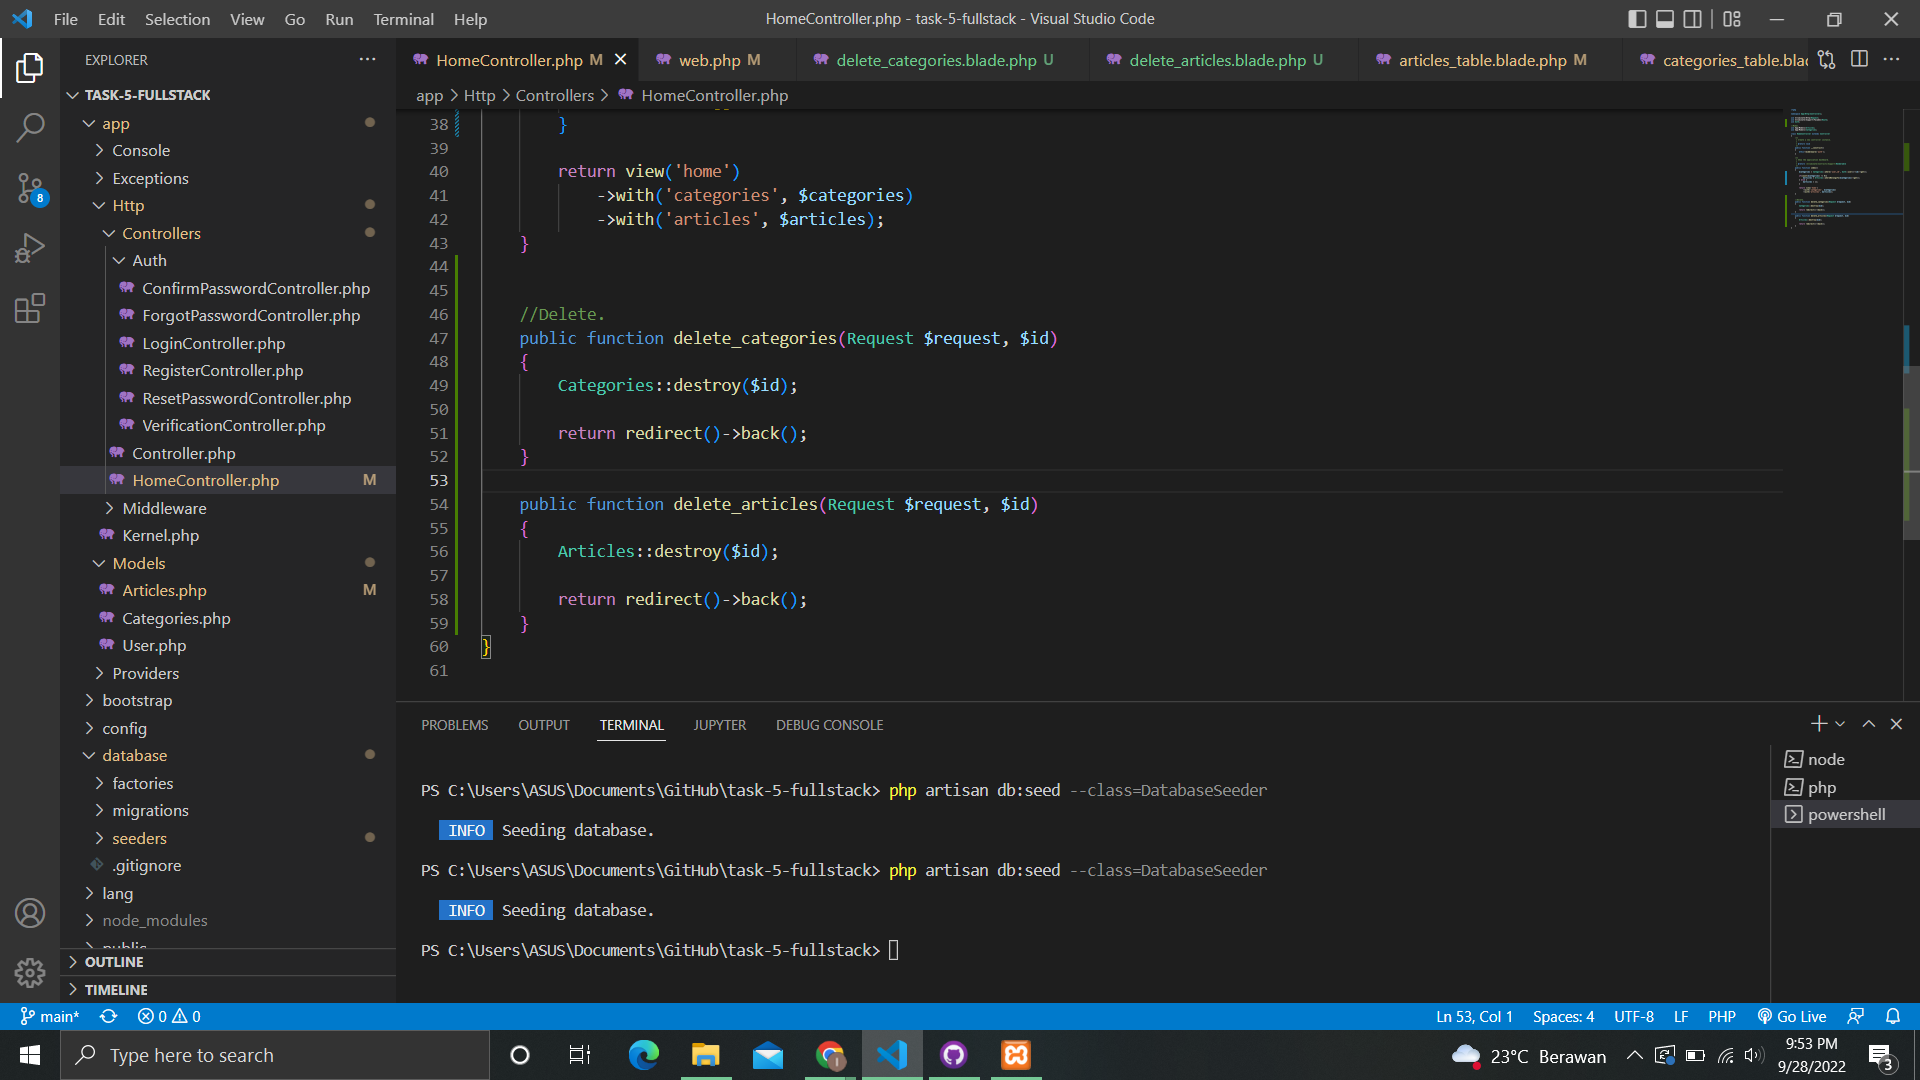 File Edit Selection View Go Run Terminal Help
HomeController.php - task-5-fullstack - Visual Studio Code
EXPLORER
HomeController.php M
web.php M
delete_categories.blade.php U
delete_articles.blade.php U
articles_table.blade.php M
categories_table.blad
app > Http > Controllers > HomeController.php
TASK-5-FULLSTACK
app
Console
Exceptions
Http
Controllers
Auth
ConfirmPasswordController.php
ForgotPasswordController.php
LoginController.php
RegisterController.php
ResetPasswordController.php
VerificationController.php
Controller.php
HomeController.php M
Middleware
Kernel.php
Models
Articles.php M
Categories.php
User.php
Providers
bootstrap
config
database
factories
migrations
seeders
.gitignore
lang
node_modules
public
OUTLINE
TIMELINE
8
38 }
39
40 return view('home')
41 ->with('categories', $categories)
42 ->with('articles', $articles);
43 }
44
45
46 //Delete.
47 public function delete_categories(Request $request, $id)
48 {
49 Categories::destroy($id);
50
51 return redirect()->back();
52 }
53
54 public function delete_articles(Request $request, $id)
55 {
56 Articles::destroy($id);
57
58 return redirect()->back();
59 }
60 }
61
PROBLEMS OUTPUT TERMINAL JUPYTER DEBUG CONSOLE
PS C:\Users\ASUS\Documents\GitHub\task-5-fullstack> php artisan db:seed --class=DatabaseSeeder
INFO Seeding database.
PS C:\Users\ASUS\Documents\GitHub\task-5-fullstack> php artisan db:seed --class=DatabaseSeeder
INFO Seeding database.
PS C:\Users\ASUS\Documents\GitHub\task-5-fullstack>
node
php
powershell
main* 0 0
Ln 53, Col 1 Spaces: 4 UTF-8 LF PHP Go Live
Type here to search
23°C Berawan
9:53 PM
9/28/2022
3